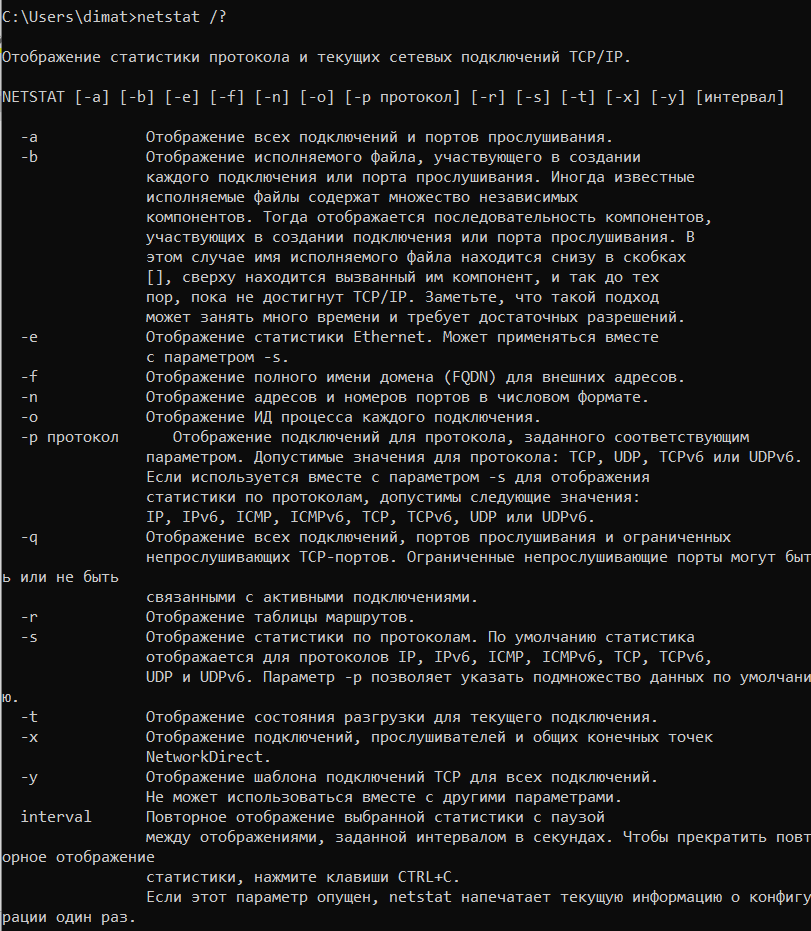 C:\Users\dimat>netstat /?
Отображение статистики протокола и текущих сетевых подключений TCP/IP.
NETSTAT [-a] [-b] [-e] [-f] [-n] [-o] [-p протокол] [-r] [-s] [-t] [-x] [-y] [интервал]
-a Отображение всех подключений и портов прослушивания.
-b Отображение исполняемого файла, участвующего в создании
каждого подключения или порта прослушивания. Иногда известные
исполняемые файлы содержат множество независимых
компонентов. Тогда отображается последовательность компонентов,
участвующих в создании подключения или порта прослушивания. В
этом случае имя исполняемого файла находится снизу в скобках
[], сверху находится вызванный им компонент, и так до тех
пор, пока не достигнут TCP/IP. Заметьте, что такой подход
может занять много времени и требует достаточных разрешений.
-e Отображение статистики Ethernet. Может применяться вместе
с параметром -s.
-f Отображение полного имени домена (FQDN) для внешних адресов.
-n Отображение адресов и номеров портов в числовом формате.
-o Отображение ИД процесса каждого подключения.
-p протокол Отображение подключений для протокола, заданного соответствующим
параметром. Допустимые значения для протокола: TCP, UDP, TCPv6 или UDPv6.
Если используется вместе с параметром -s для отображения
статистики по протоколам, допустимы следующие значения:
IP, IPv6, ICMP, ICMPv6, TCP, TCPv6, UDP или UDPv6.
-q Отображение всех подключений, портов прослушивания и ограниченных
непрослушивающих TCP-портов. Ограниченные непрослушивающие порты могут быт
ь или не быть
связанными с активными подключениями.
-r Отображение таблицы маршрутов.
-s Отображение статистики по протоколам. По умолчанию статистика
отображается для протоколов IP, IPv6, ICMP, ICMPv6, TCP, TCPv6,
UDP и UDPv6. Параметр -p позволяет указать подмножество данных по умолчани
ю.
-t Отображение состояния разгрузки для текущего подключения.
-x Отображение подключений, прослушивателей и общих конечных точек
NetworkDirect.
-y Отображение шаблона подключений TCP для всех подключений.
Не может использоваться вместе с другими параметрами.
interval Повторное отображение выбранной статистики с паузой
между отображениями, заданной интервалом в секундах. Чтобы прекратить повт
орное отображение
статистики, нажмите клавиши CTRL+C.
Если этот параметр опущен, netstat напечатает текущую информацию о конфигу
рации один раз.